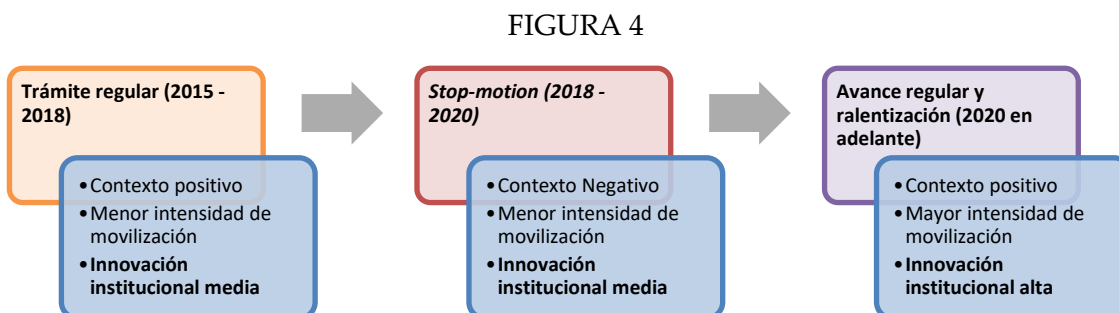 FIGURA 4
Trámite regular (2015 -
2018)
•Contexto positivo
•Menor intensidad de
movilización
•Innovación
institucional media
Stop-motion (2018 -
2020)
•Contexto Negativo
•Menor intensidad de
movilización
•Innovación
institucional media
Avance regular y
ralentización (2020 en
adelante)
•Contexto positivo
•Mayor intensidad de
movilización
•Innovación
institucional alta